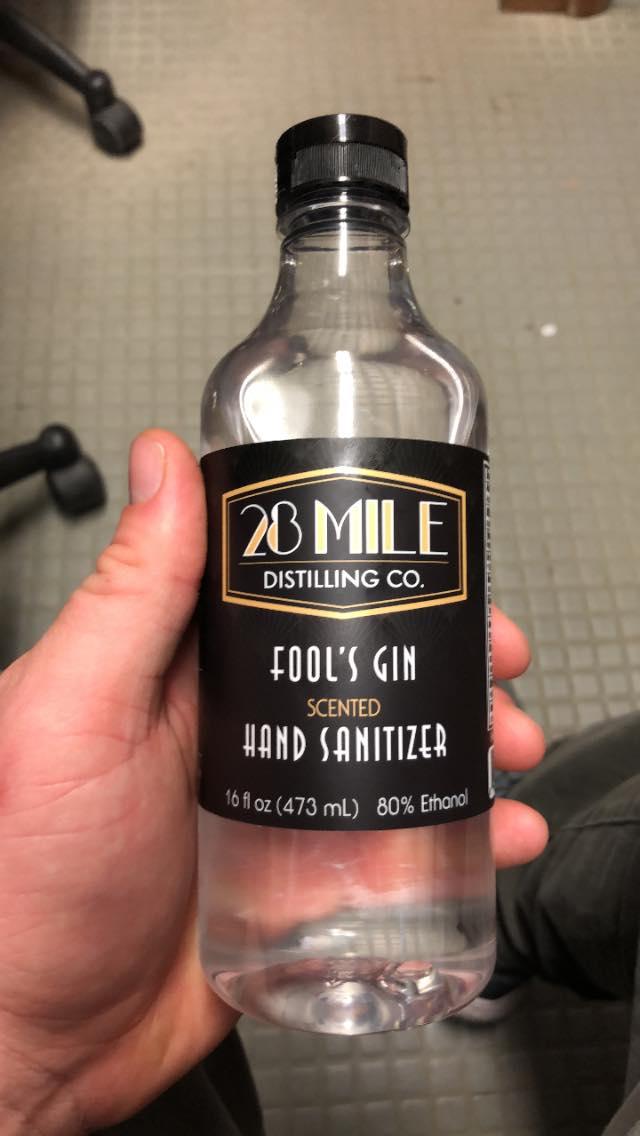 28 MILE
DISTILLING CO.
FOOL'S GIN
SCENTED
HAND SANITIZER
16 fl oz (473 mL) 80% Ethanol